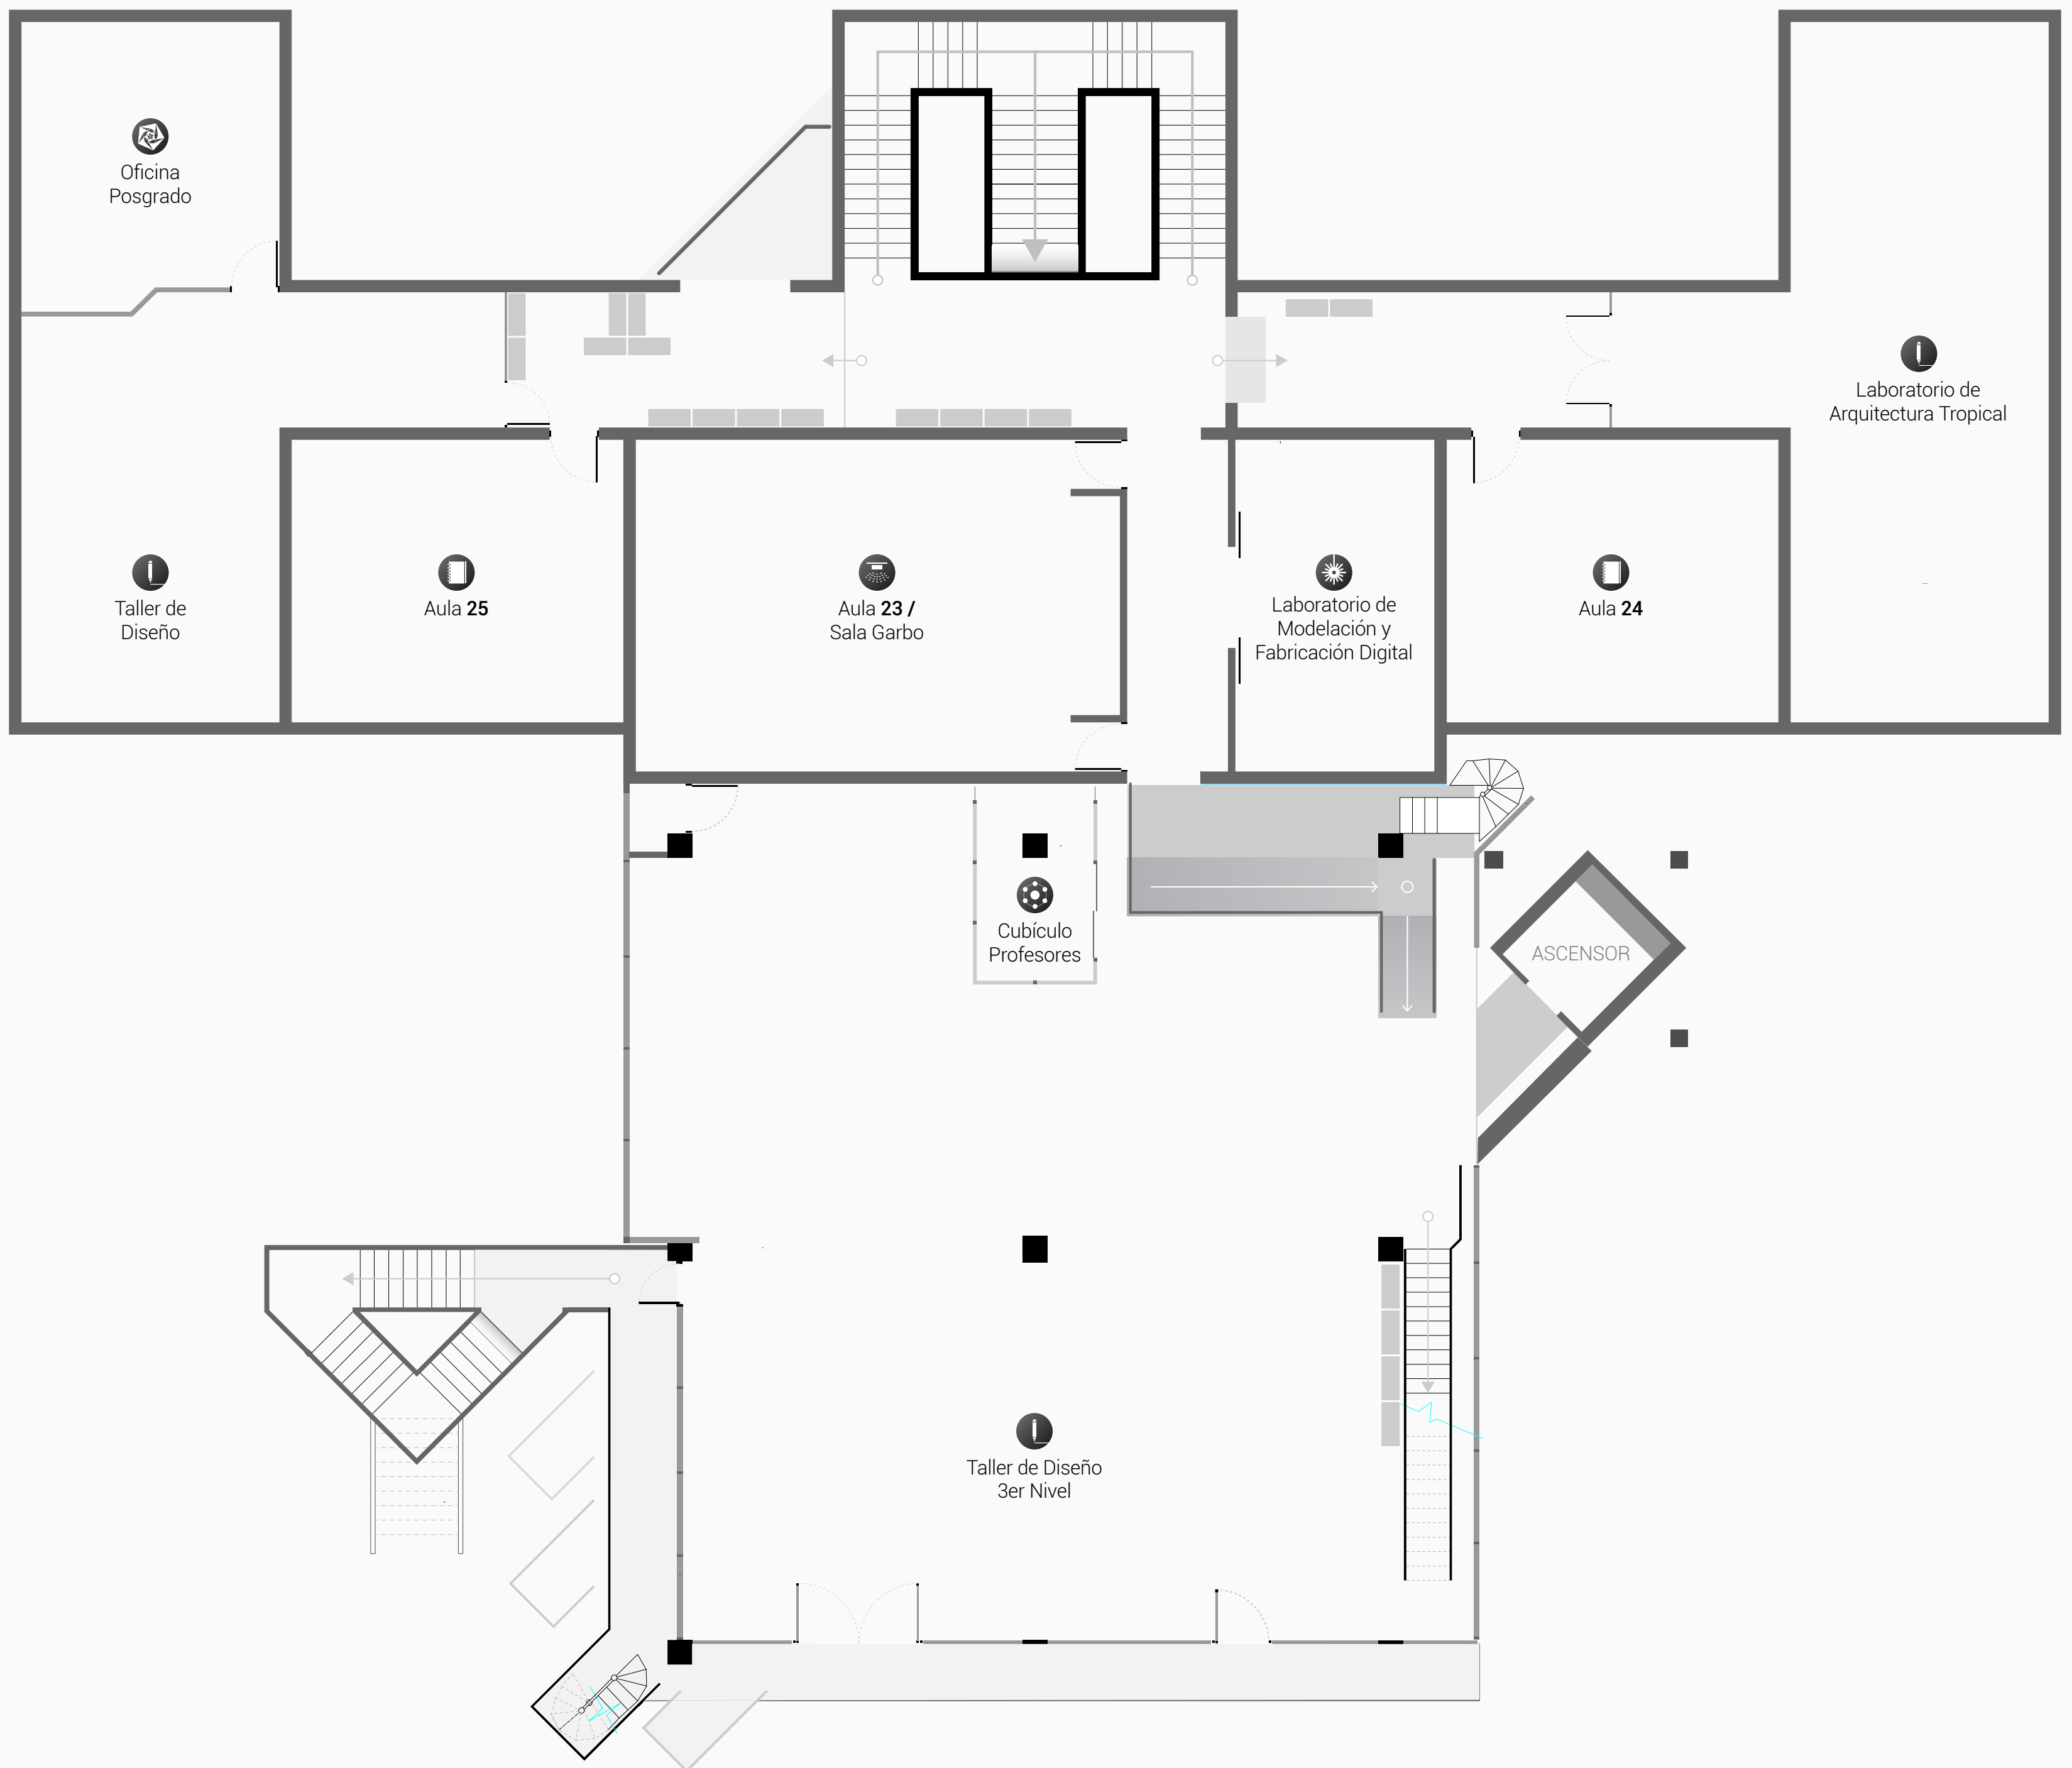 Oficina
Posgrado
Laboratorio de
Arquitectura Tropical
Taller de
Diseño
Aula 25
Aula 23 /
Sala Garbo
Laboratorio de
Modelación y
Fabricación Digital
Aula 24
Cubículo
Profesores
ASCENSOR
Taller de Diseño
3er Nivel